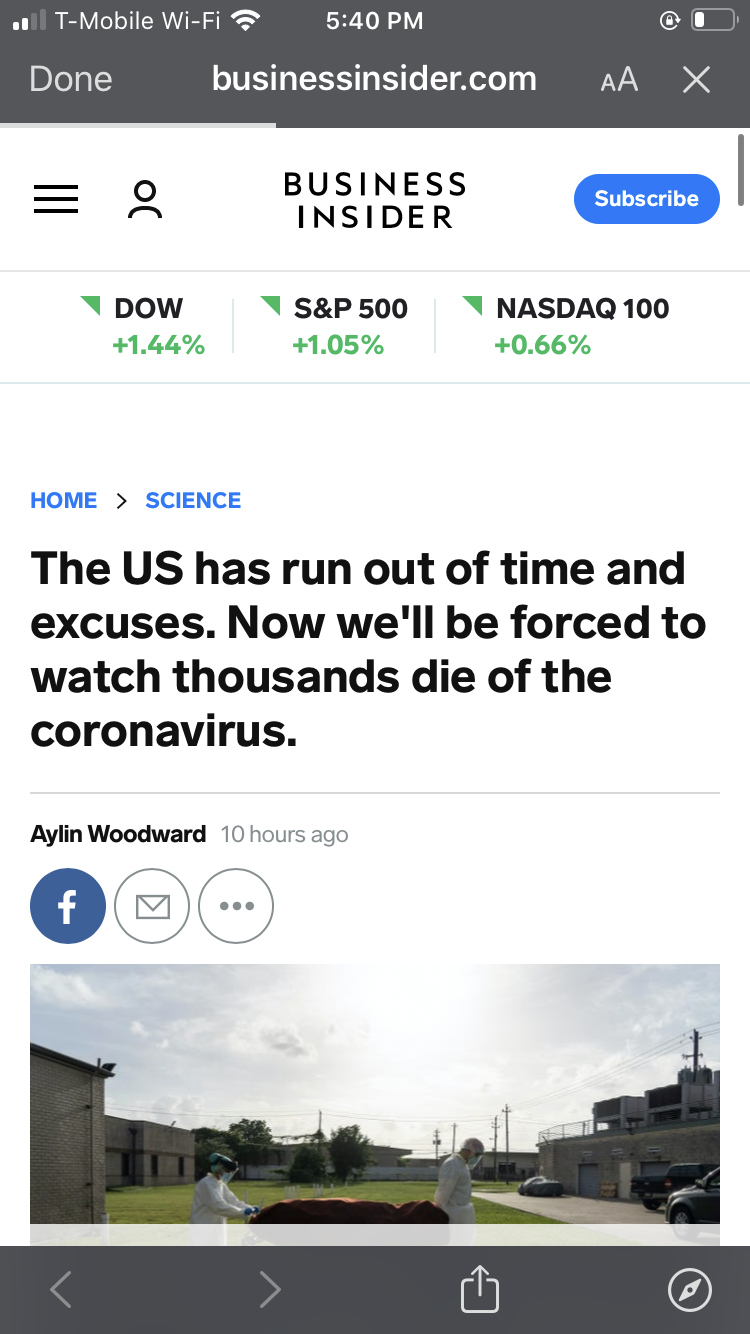 T-Mobile Wi-Fi 5:40 PM
Done businessinsider.com AA
BUSINESS
INSIDER
Subscribe
DOW S&P 500 NASDAQ 100
+1.44% +1.05% +0.66%
HOME > SCIENCE
The US has run out of time and
excuses. Now we'll be forced to
watch thousands die of the
coronavirus.
Aylin Woodward 10 hours ago
f